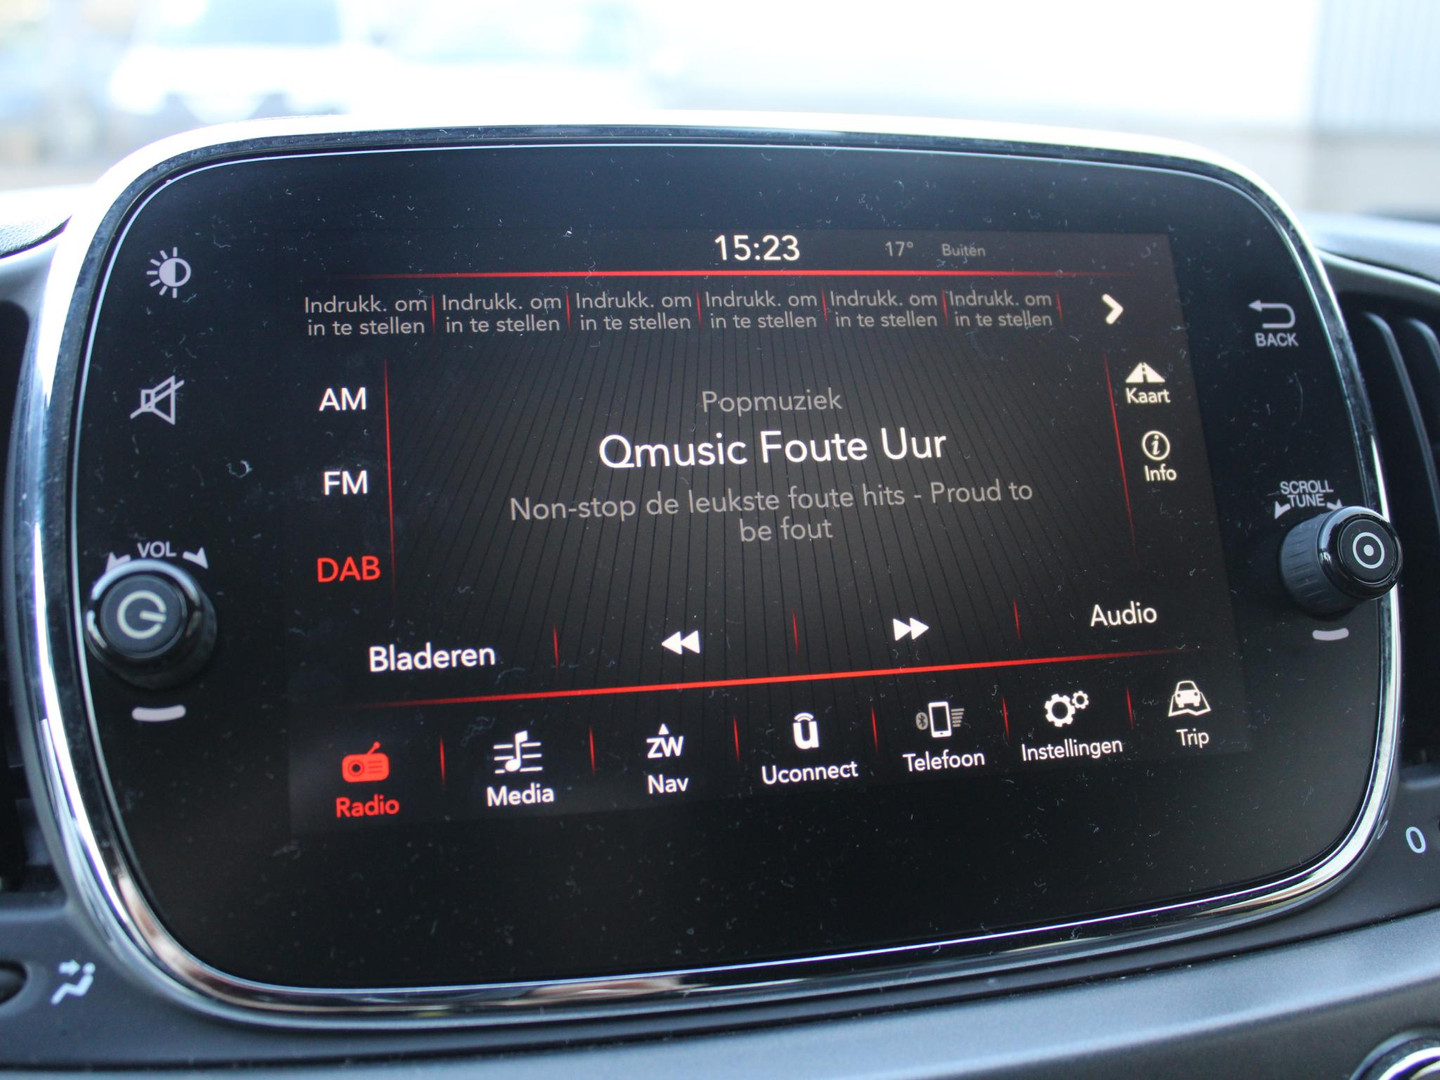 15:23 17° Buiten
Indrukk. om Indrukk. om Indrukk. om Indrukk. om Indrukk. om Indrukk. om
in te stellen in te stellen in te stellen in te stellen in te stellen in te stellen
BACK
AM
Popmuziek
Kaart
Qmusic Foute Uur
FM
Info
Non-stop de leukste foute hits - Proud to
be fout
SCROLL
TUNE
VOL
DAB
Bladeren
Audio
Radio
Media
ZW
Nav
u
Uconnect
Telefoon
Instellingen
Trip
0